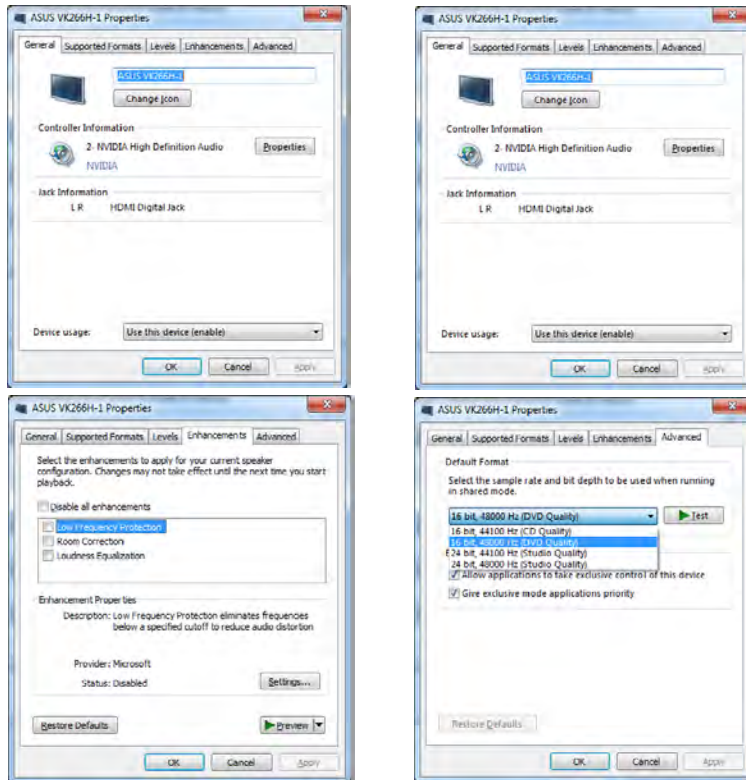 ASUS VK266H-1 Properties
General Supported Formats Levels Enhancements Advanced
ASUS VK266H-1
Change Icon
Controller Information
2- NVIDIA High Definition Audio Properties
NVIDIA
Jack Information
L R HDMI Digital Jack
Device usage: Use this device (enable)
OK Cancel Apply
ASUS VK266H-1 Properties
General Supported Formats Levels Enhancements Advanced
ASUS VK266H-1
Change Icon
Controller Information
2- NVIDIA High Definition Audio Properties
NVIDIA
Jack Information
L R HDMI Digital Jack
Device usage: Use this device (enable)
OK Cancel Apply
ASUS VK266H-1 Properties
General Supported Formats Levels Enhancements Advanced
Select the enhancements to apply for your current speaker
configuration. Changes may not take effect until the next time you start
playback.
Disable all enhancements
Low Frequency Protection
Room Correction
Loudness Equalization
Enhancement Properties
Description: Low Frequency Protection eliminates frequencies
below a specified cutoff to reduce audio distortion
Provider: Microsoft
Status: Disabled Settings...
Restore Defaults Preview
OK Cancel Apply
ASUS VK266H-1 Properties
General Supported Formats Levels Enhancements Advanced
Default Format
Select the sample rate and bit depth to be used when running
in shared mode.
16 bit, 48000 Hz (DVD Quality) Test
16 bit, 44100 Hz (CD Quality)
16 bit, 48000 Hz (DVD Quality)
E 24 bit, 44100 Hz (Studio Quality)
24 bit, 48000 Hz (Studio Quality)
Allow applications to take exclusive control of this device
Give exclusive mode applications priority
Restore Defaults
OK Cancel Apply